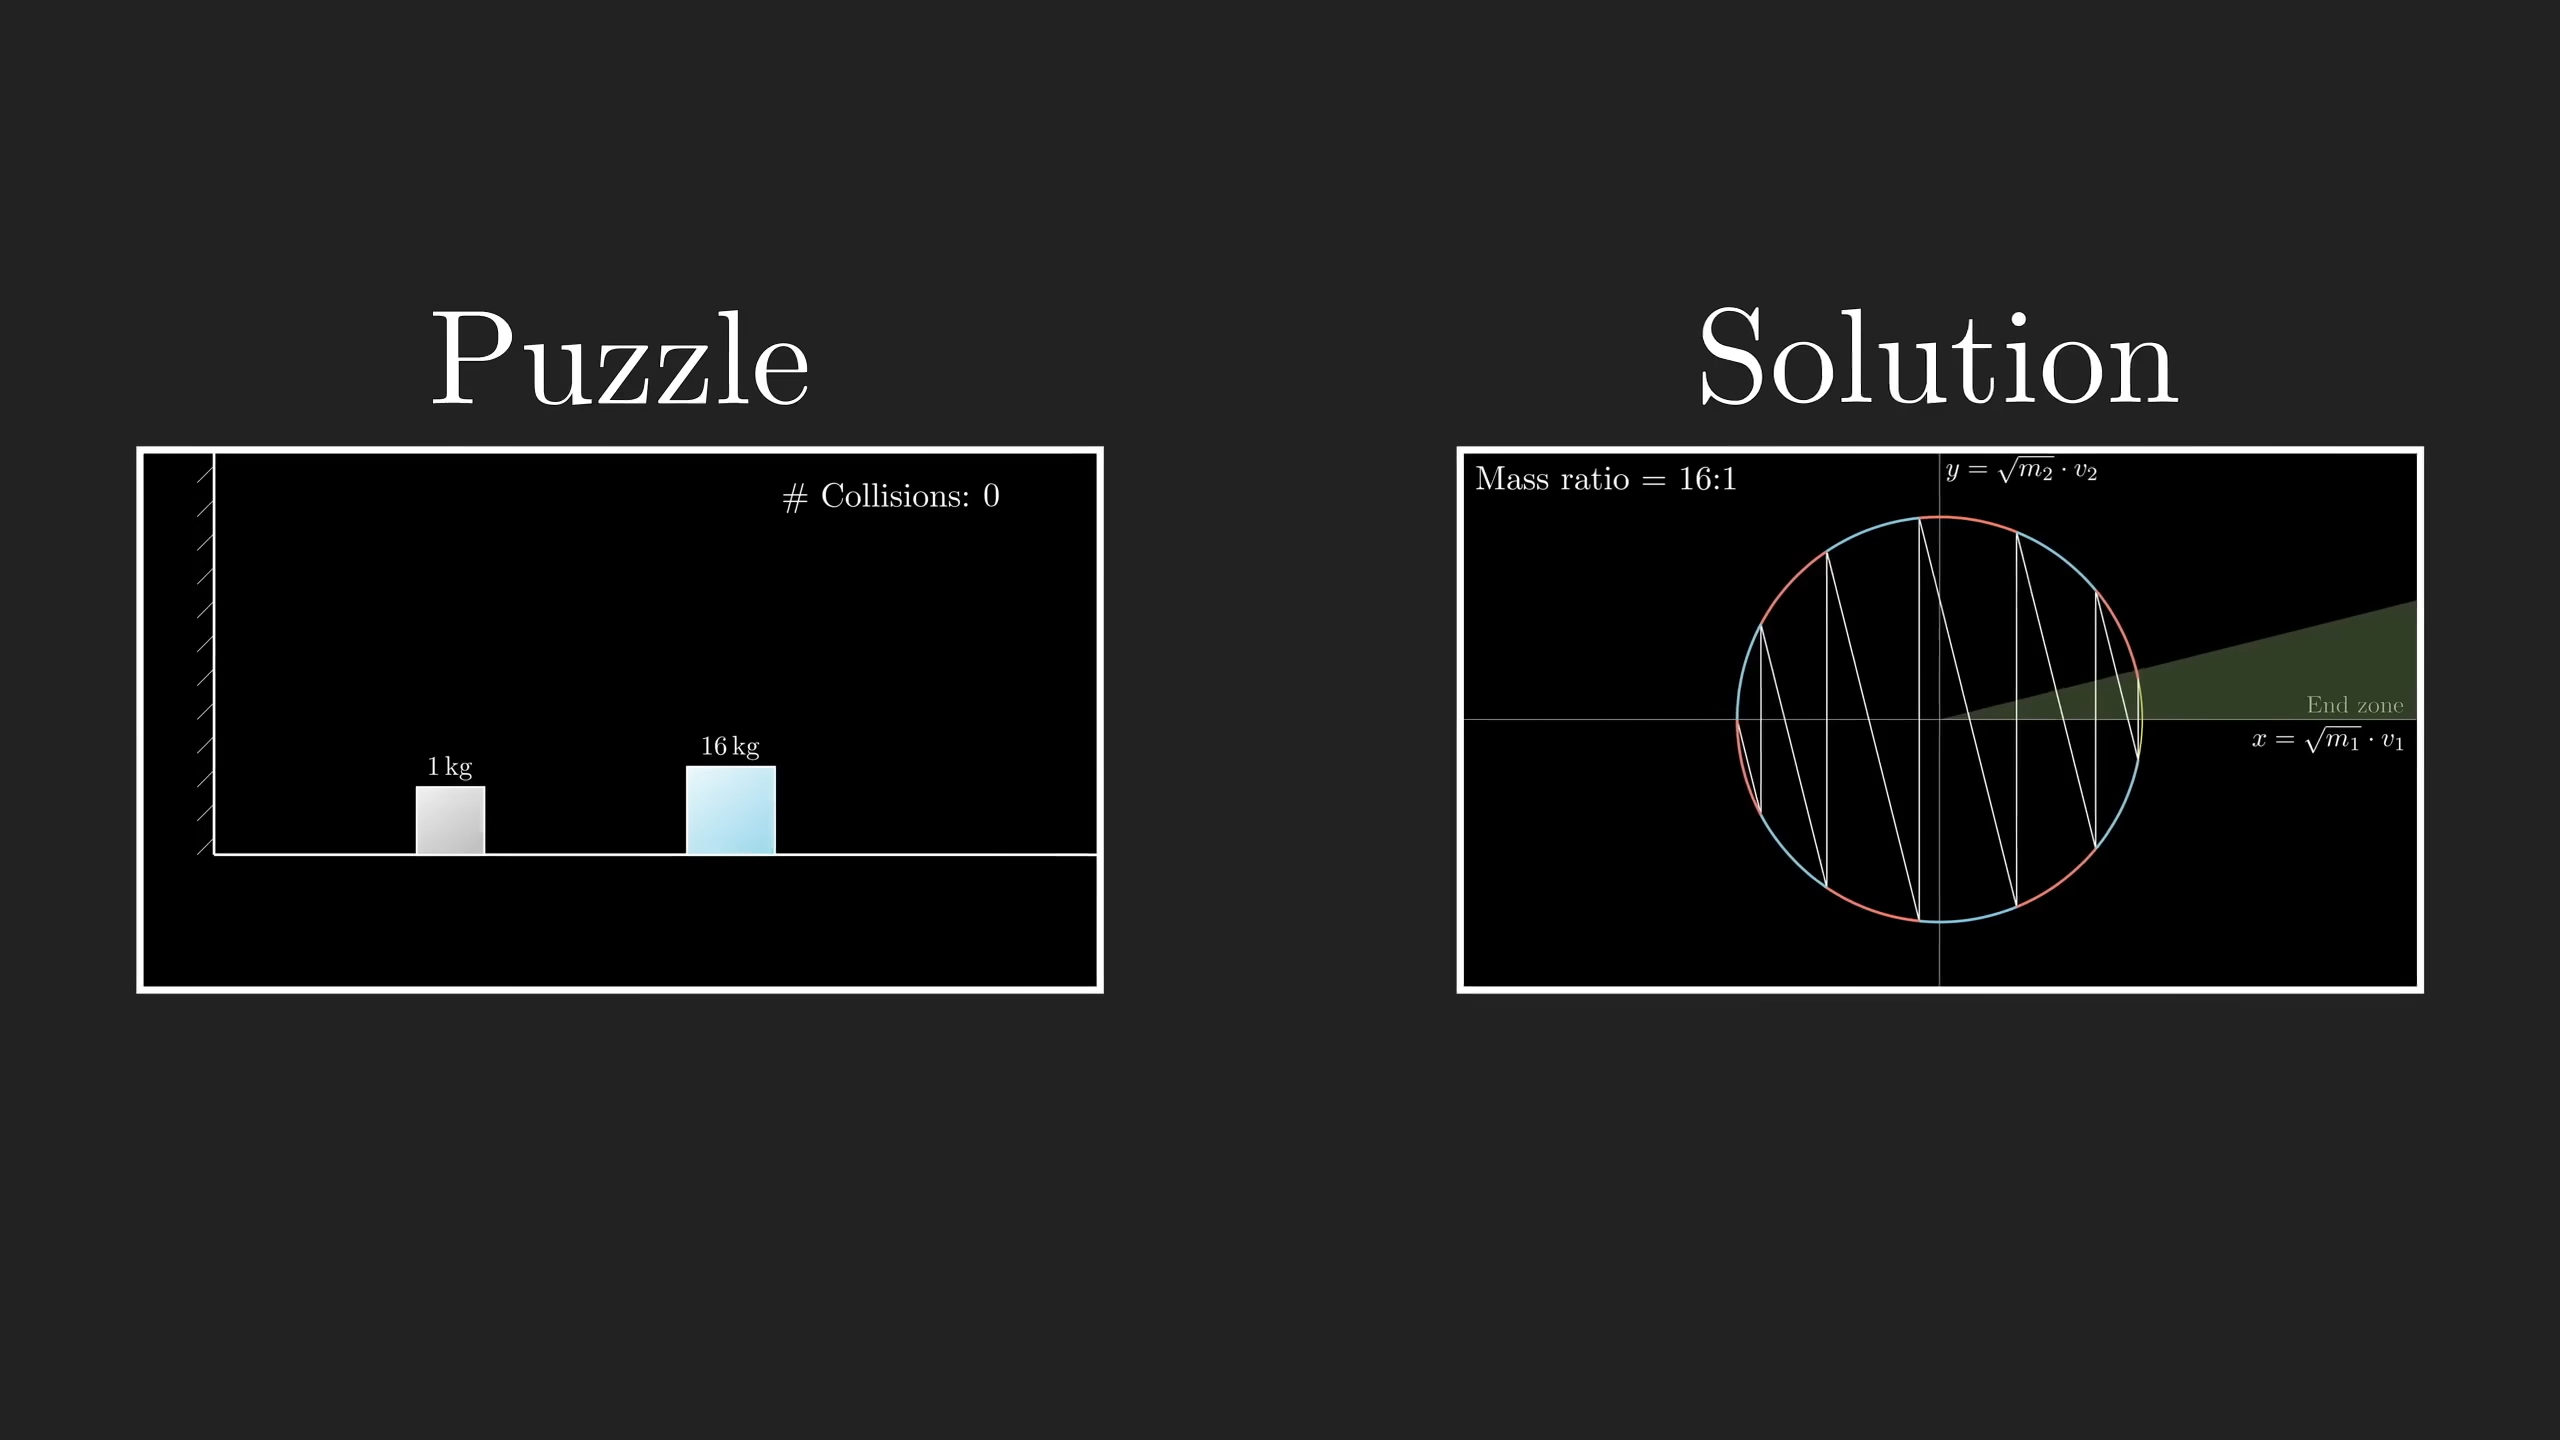 Puzzle
Solution
# Collisions: 0
1 kg
16 kg
Mass ratio = 16:1
y = √m₂ · v₂
End zone
x = √m₁ · v₁